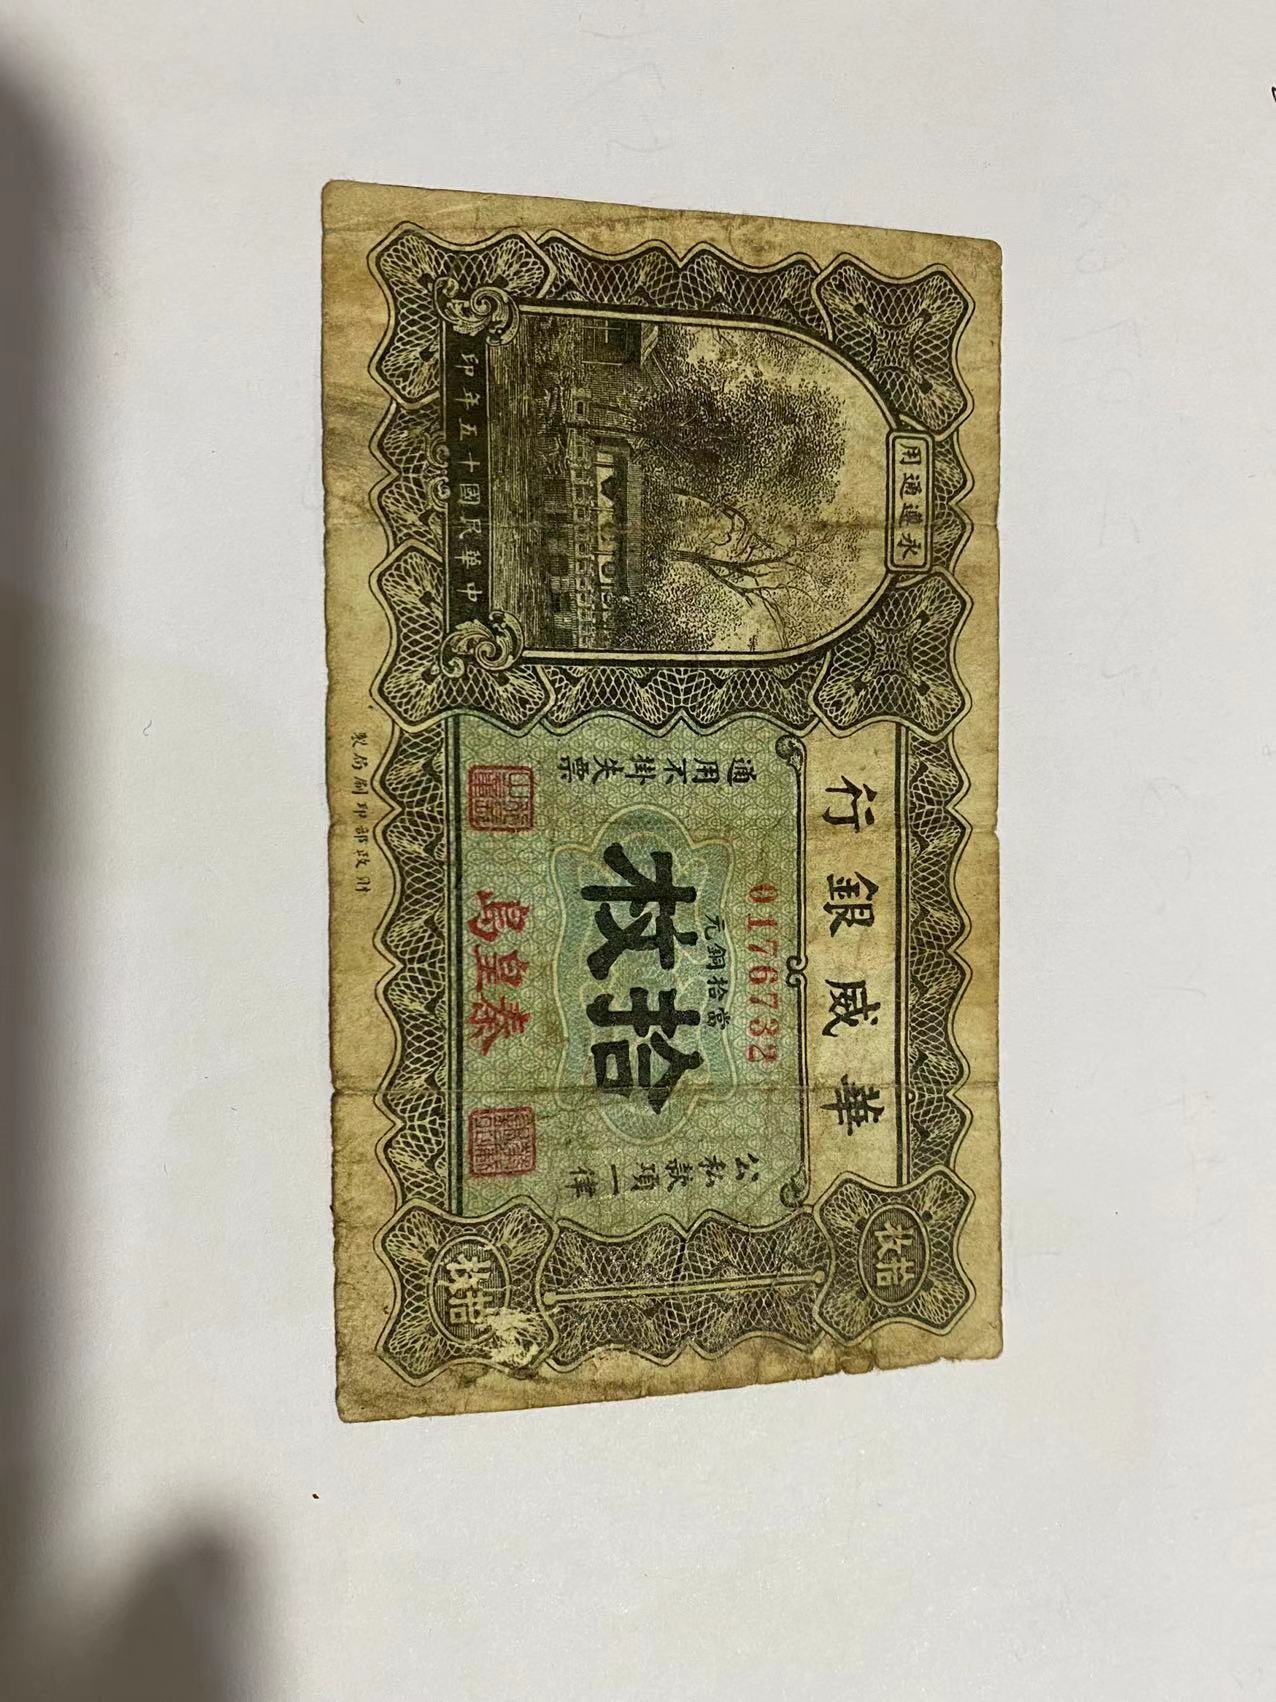 華威銀行
永遠通用
拾枚
0176732
當拾銅元
拾枚
公私款項一律
通用不掛失票
秦皇島
拾枚
中華民國十五年印
財政部印刷局製